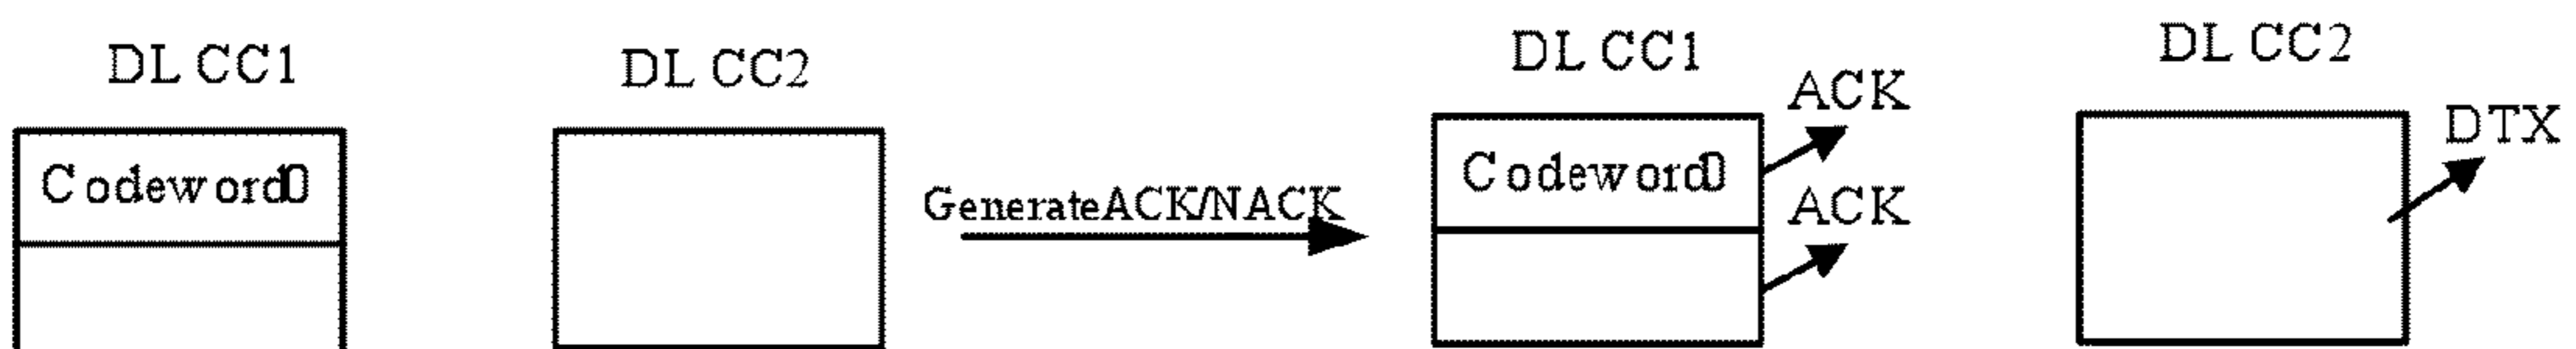 DL CC1
DL CC2
Codeword0
GenerateACK/NACK
DL CC1
ACK
Codeword0
ACK
DL CC2
DTX